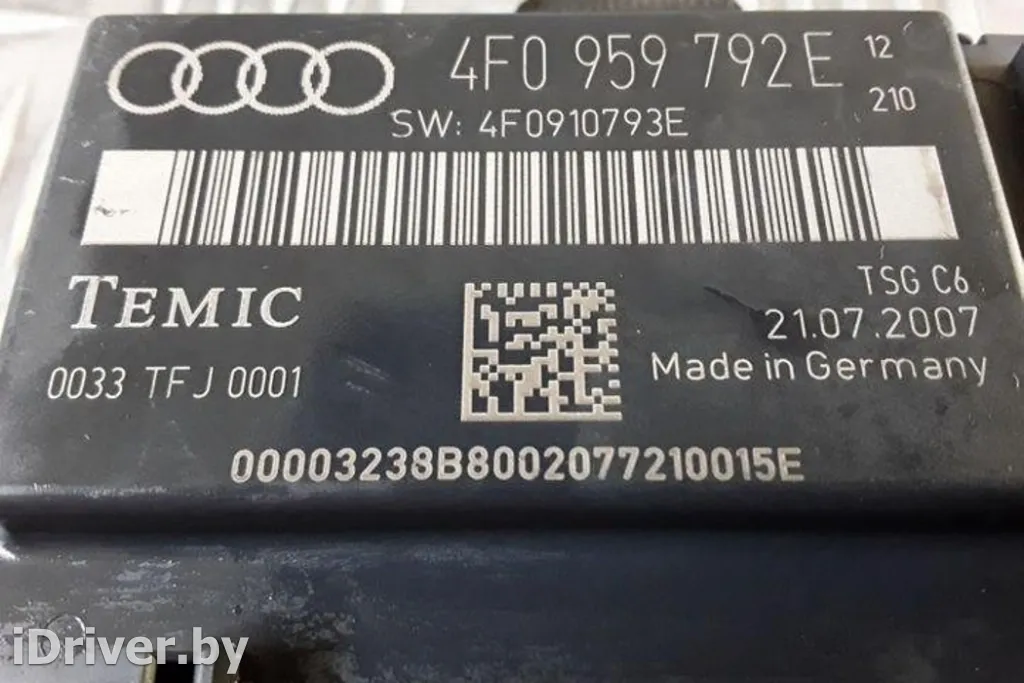 4F0 959 792E 12
210
SW: 4F0910793E
TEMIC
0033 TFJ 0001
TSG C6
21.07.2007
Made in Germany
00003238B8002077210015E
iDriver.by